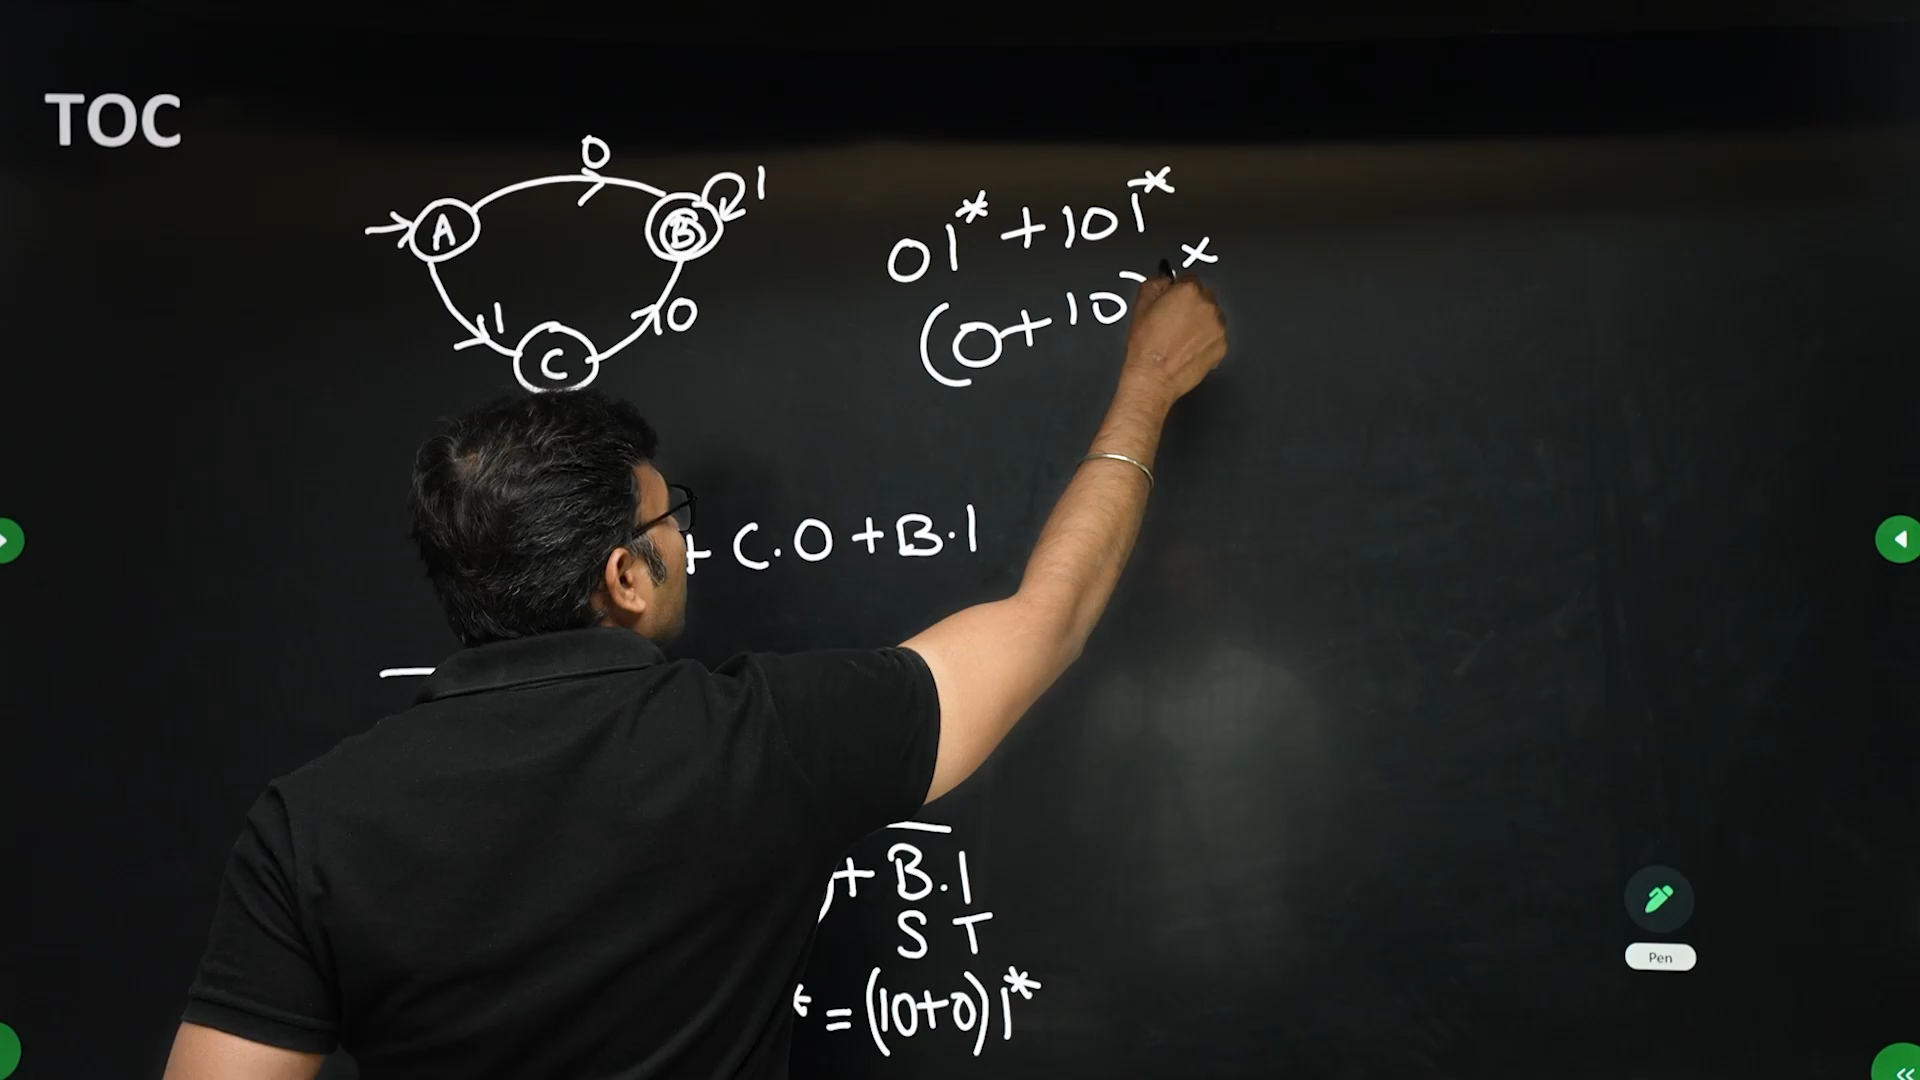 TOC
0
1
A
B
1
0
C
01* + 101*
(0+10) *
+ C.0 + B.1
+ B.1
S T
* = (10+0)1*
Pen